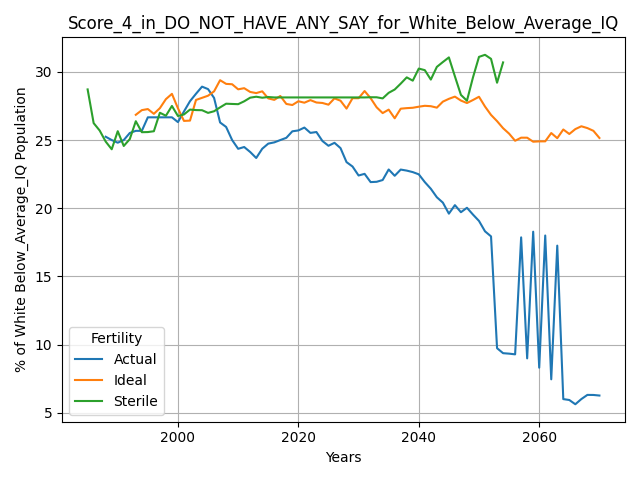 Score_4_in_DO_NOT_HAVE_ANY_SAY_for_White_Below_Average_IQ
% of White Below_Average_IQ Population
30
25
20
15
10
5
Fertility
Actual
Ideal
Sterile
2000
2020
2040
2060
Years